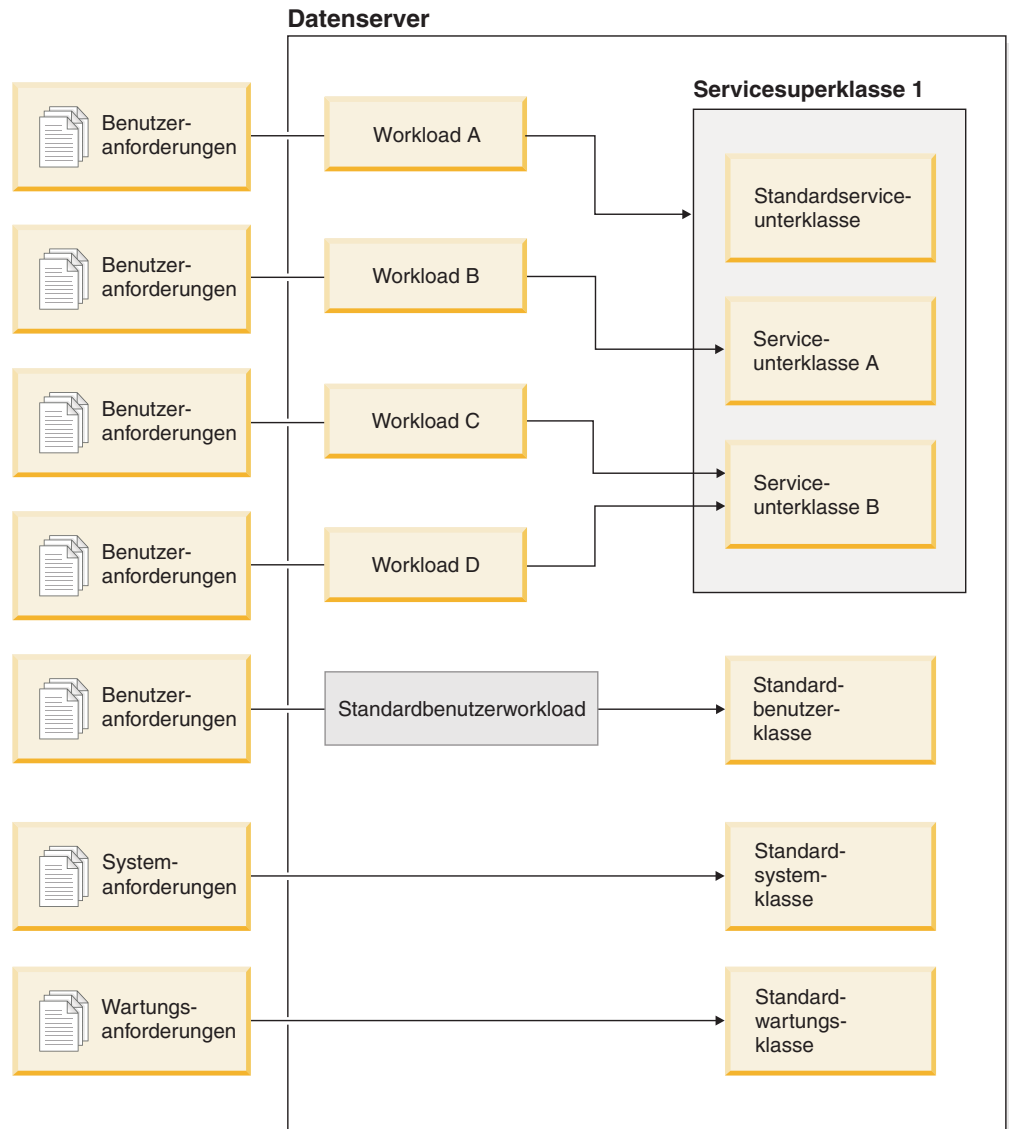 Datenserver
Servicesuperklasse 1
Benutzer-
anforderungen
Workload A
Standardservice-
unterklasse
Benutzer-
anforderungen
Workload B
Service-
unterklasse A
Benutzer-
anforderungen
Workload C
Service-
unterklasse B
Benutzer-
anforderungen
Workload D
Benutzer-
anforderungen
Standardbenutzerworkload
Standard-
benutzer-
klasse
System-
anforderungen
Standard-
system-
klasse
Wartungs-
anforderungen
Standard-
wartungs-
klasse